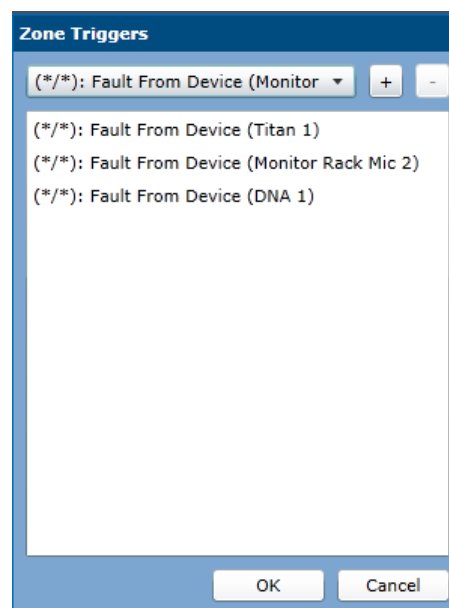 Zone Triggers
(*/*): Fault From Device (Monitor + -
(*/*): Fault From Device (Titan 1)
(*/*): Fault From Device (Monitor Rack Mic 2)
(*/*): Fault From Device (DNA 1)
OK Cancel